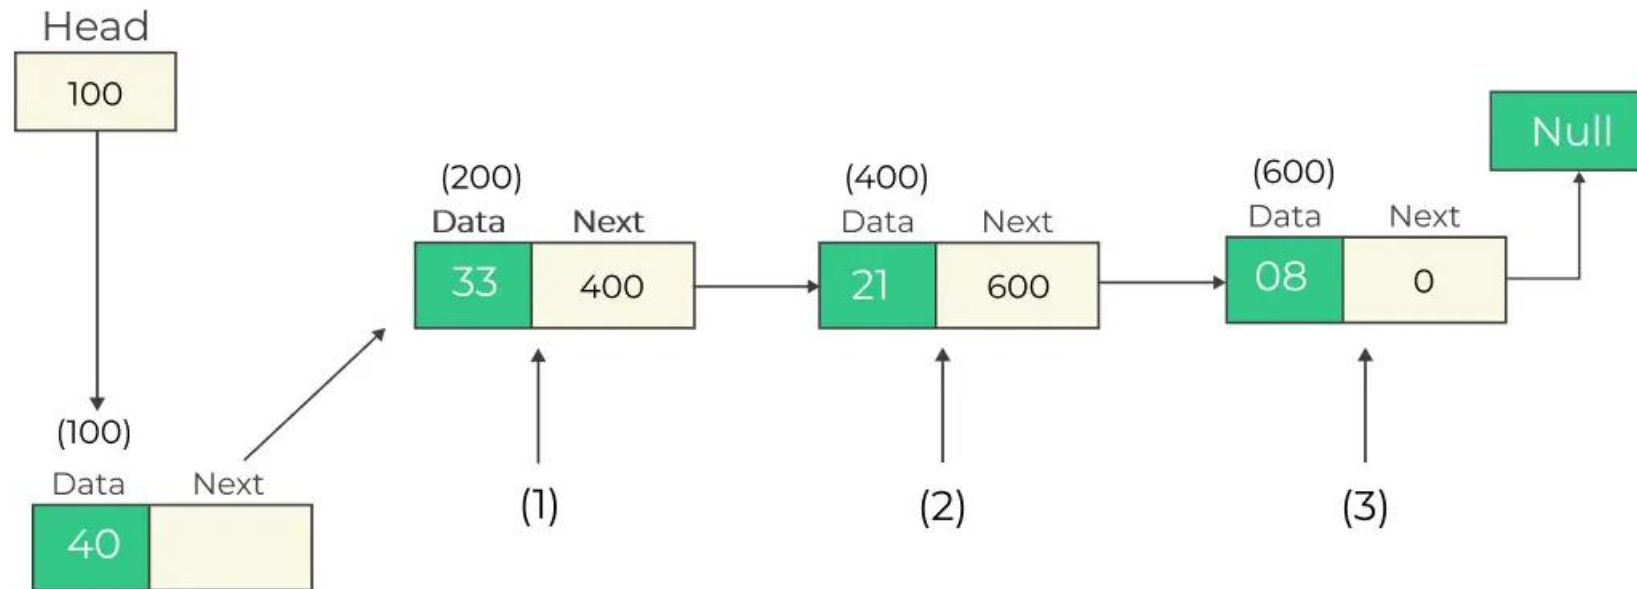 Head
100
Null
(200)
(400)
(600)
Data Next
Data Next
Data Next
33 400
21 600
08 0
(100)
Data Next
40
(1)
(2)
(3)